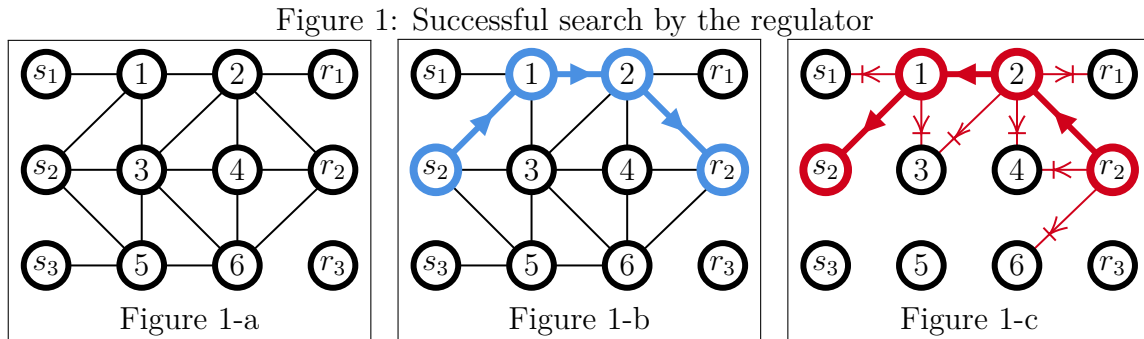 Figure 1: Successful search by the regulator
s₁ 1 2 r₁
s₂ 3 4 r₂
s₃ 5 6 r₃
Figure 1-a
s₁ 1 2 r₁
s₂ 3 4 r₂
s₃ 5 6 r₃
Figure 1-b
s₁ 1 2 r₁
s₂ 3 4 r₂
s₃ 5 6 r₃
Figure 1-c